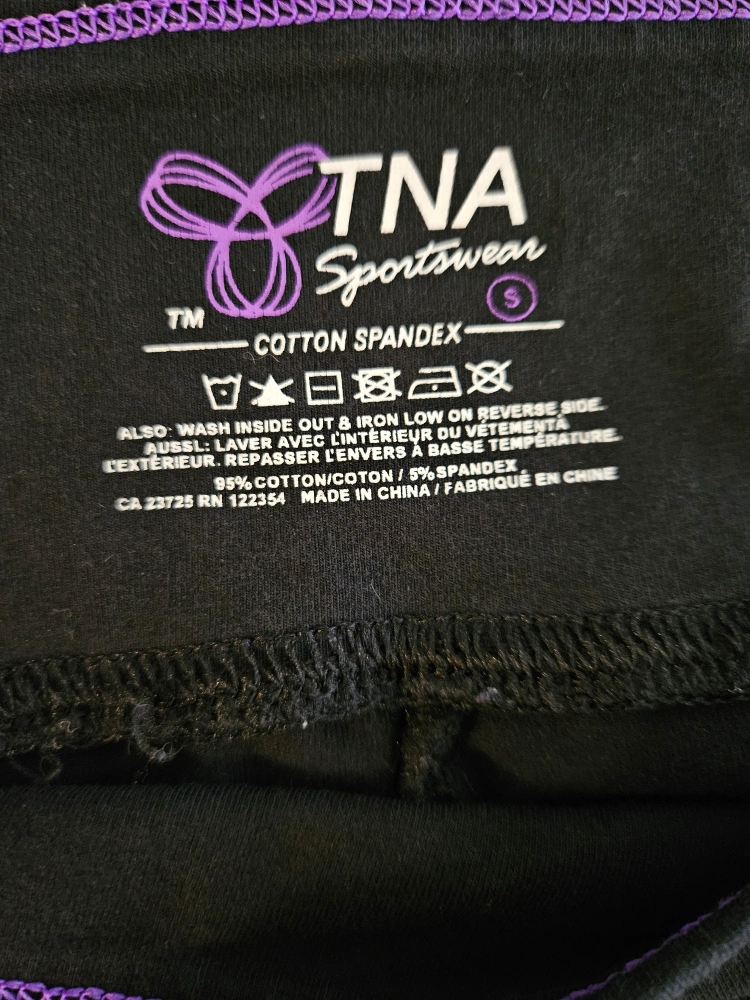 TNA
Sportswear
S
TM
COTTON SPANDEX
ALSO: WASH INSIDE OUT & IRON LOW ON REVERSE SIDE.
AUSSI.: LAVER AVEC L'INTÉRIEUR DU VÊTEMENTÀ
L'EXTÉRIEUR. REPASSER L'ENVERS À BASSE TEMPÉRATURE.
95% COTTON/COTON / 5% SPANDEX
CA 23725 RN 122354 MADE IN CHINA / FABRIQUÉ EN CHINE